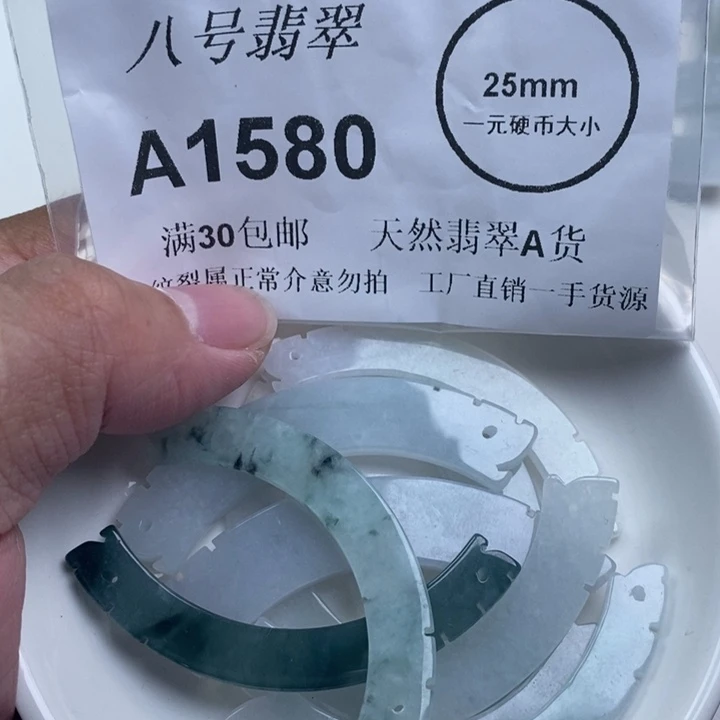 八号翡翠
25mm
一元硬币大小
A1580
满30包邮 天然翡翠A货
纹裂属正常介意勿拍 工厂直销一手货源